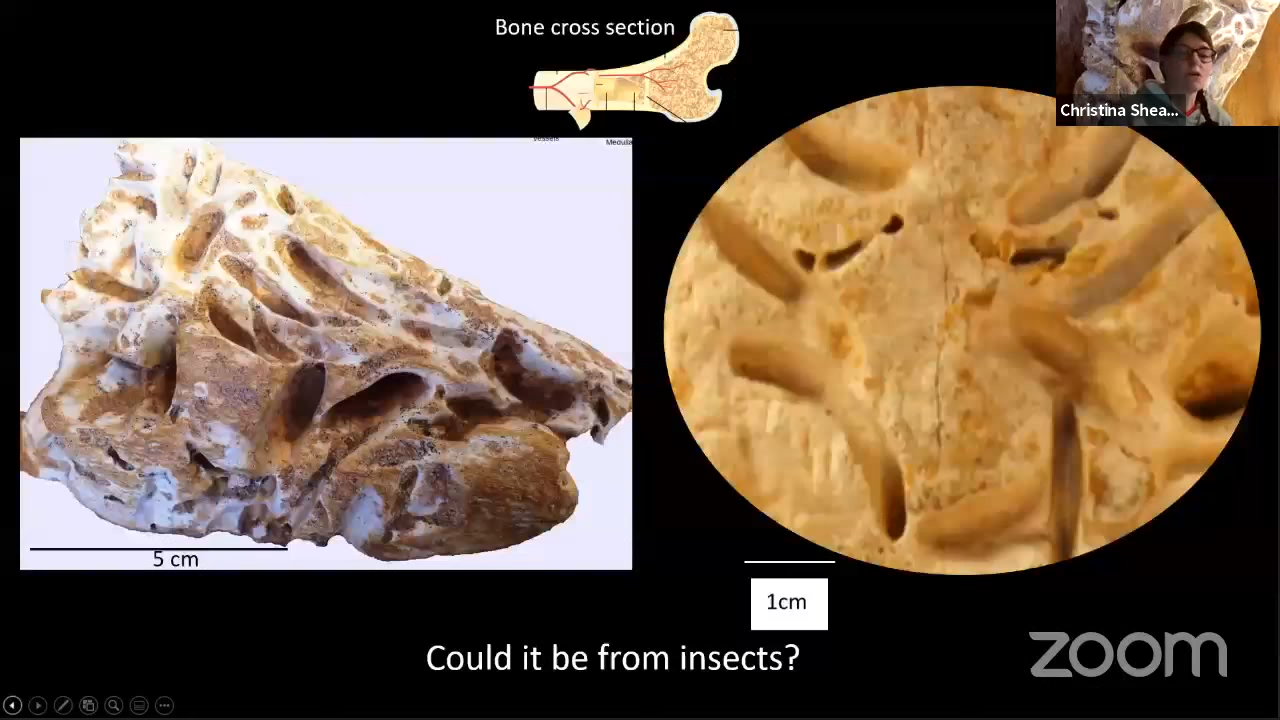 Bone cross section
Christina Shea...
Vessels
Medulla
5 cm
1cm
Could it be from insects?
zoom